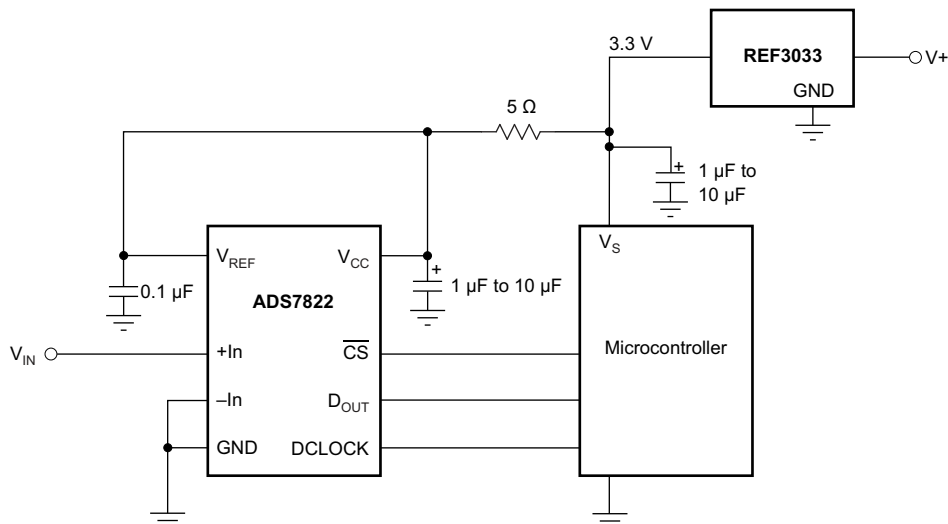 3.3 V
REF3033
GND
V+
5 Ω
1 µF to
10 µF
V_REF
V_CC
V_S
0.1 µF
ADS7822
1 µF to 10 µF
V_IN
+In
C̅S̅
Microcontroller
–In
D_OUT
GND
DCLOCK